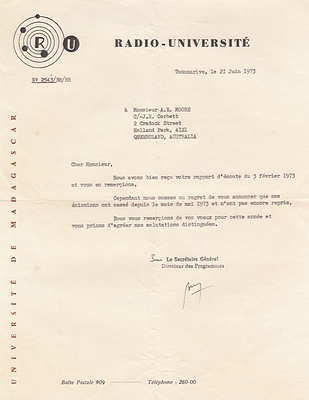 R U
RADIO-UNIVERSITÉ
Tananarive, le 21 Juin 1973
N° 2543/RU/HR
à Monsieur A.E. MOORE
C/-J.E. Corbett
2 Cradock Street
Holland Park, 4121
QUEENSLAND, AUSTRALIA
Cher Monsieur,
Nous avons bien reçu votre rapport d'écoute du 3 février 1973
et vous en remercions.
Cependant nous sommes au regret de vous annoncer que nos
émissions ont cessé depuis le mois de mai 1973 et n'ont pas encore repris.
Nous vous remercions de vos voeux pour cette année et
vous prions d'agréer nos salutations distinguées.
Le Secrétaire Général
Directeur des Programmes
UNIVERSITÉ DE MADAGASCAR
Boîte Postale 909 Téléphone : 260-00